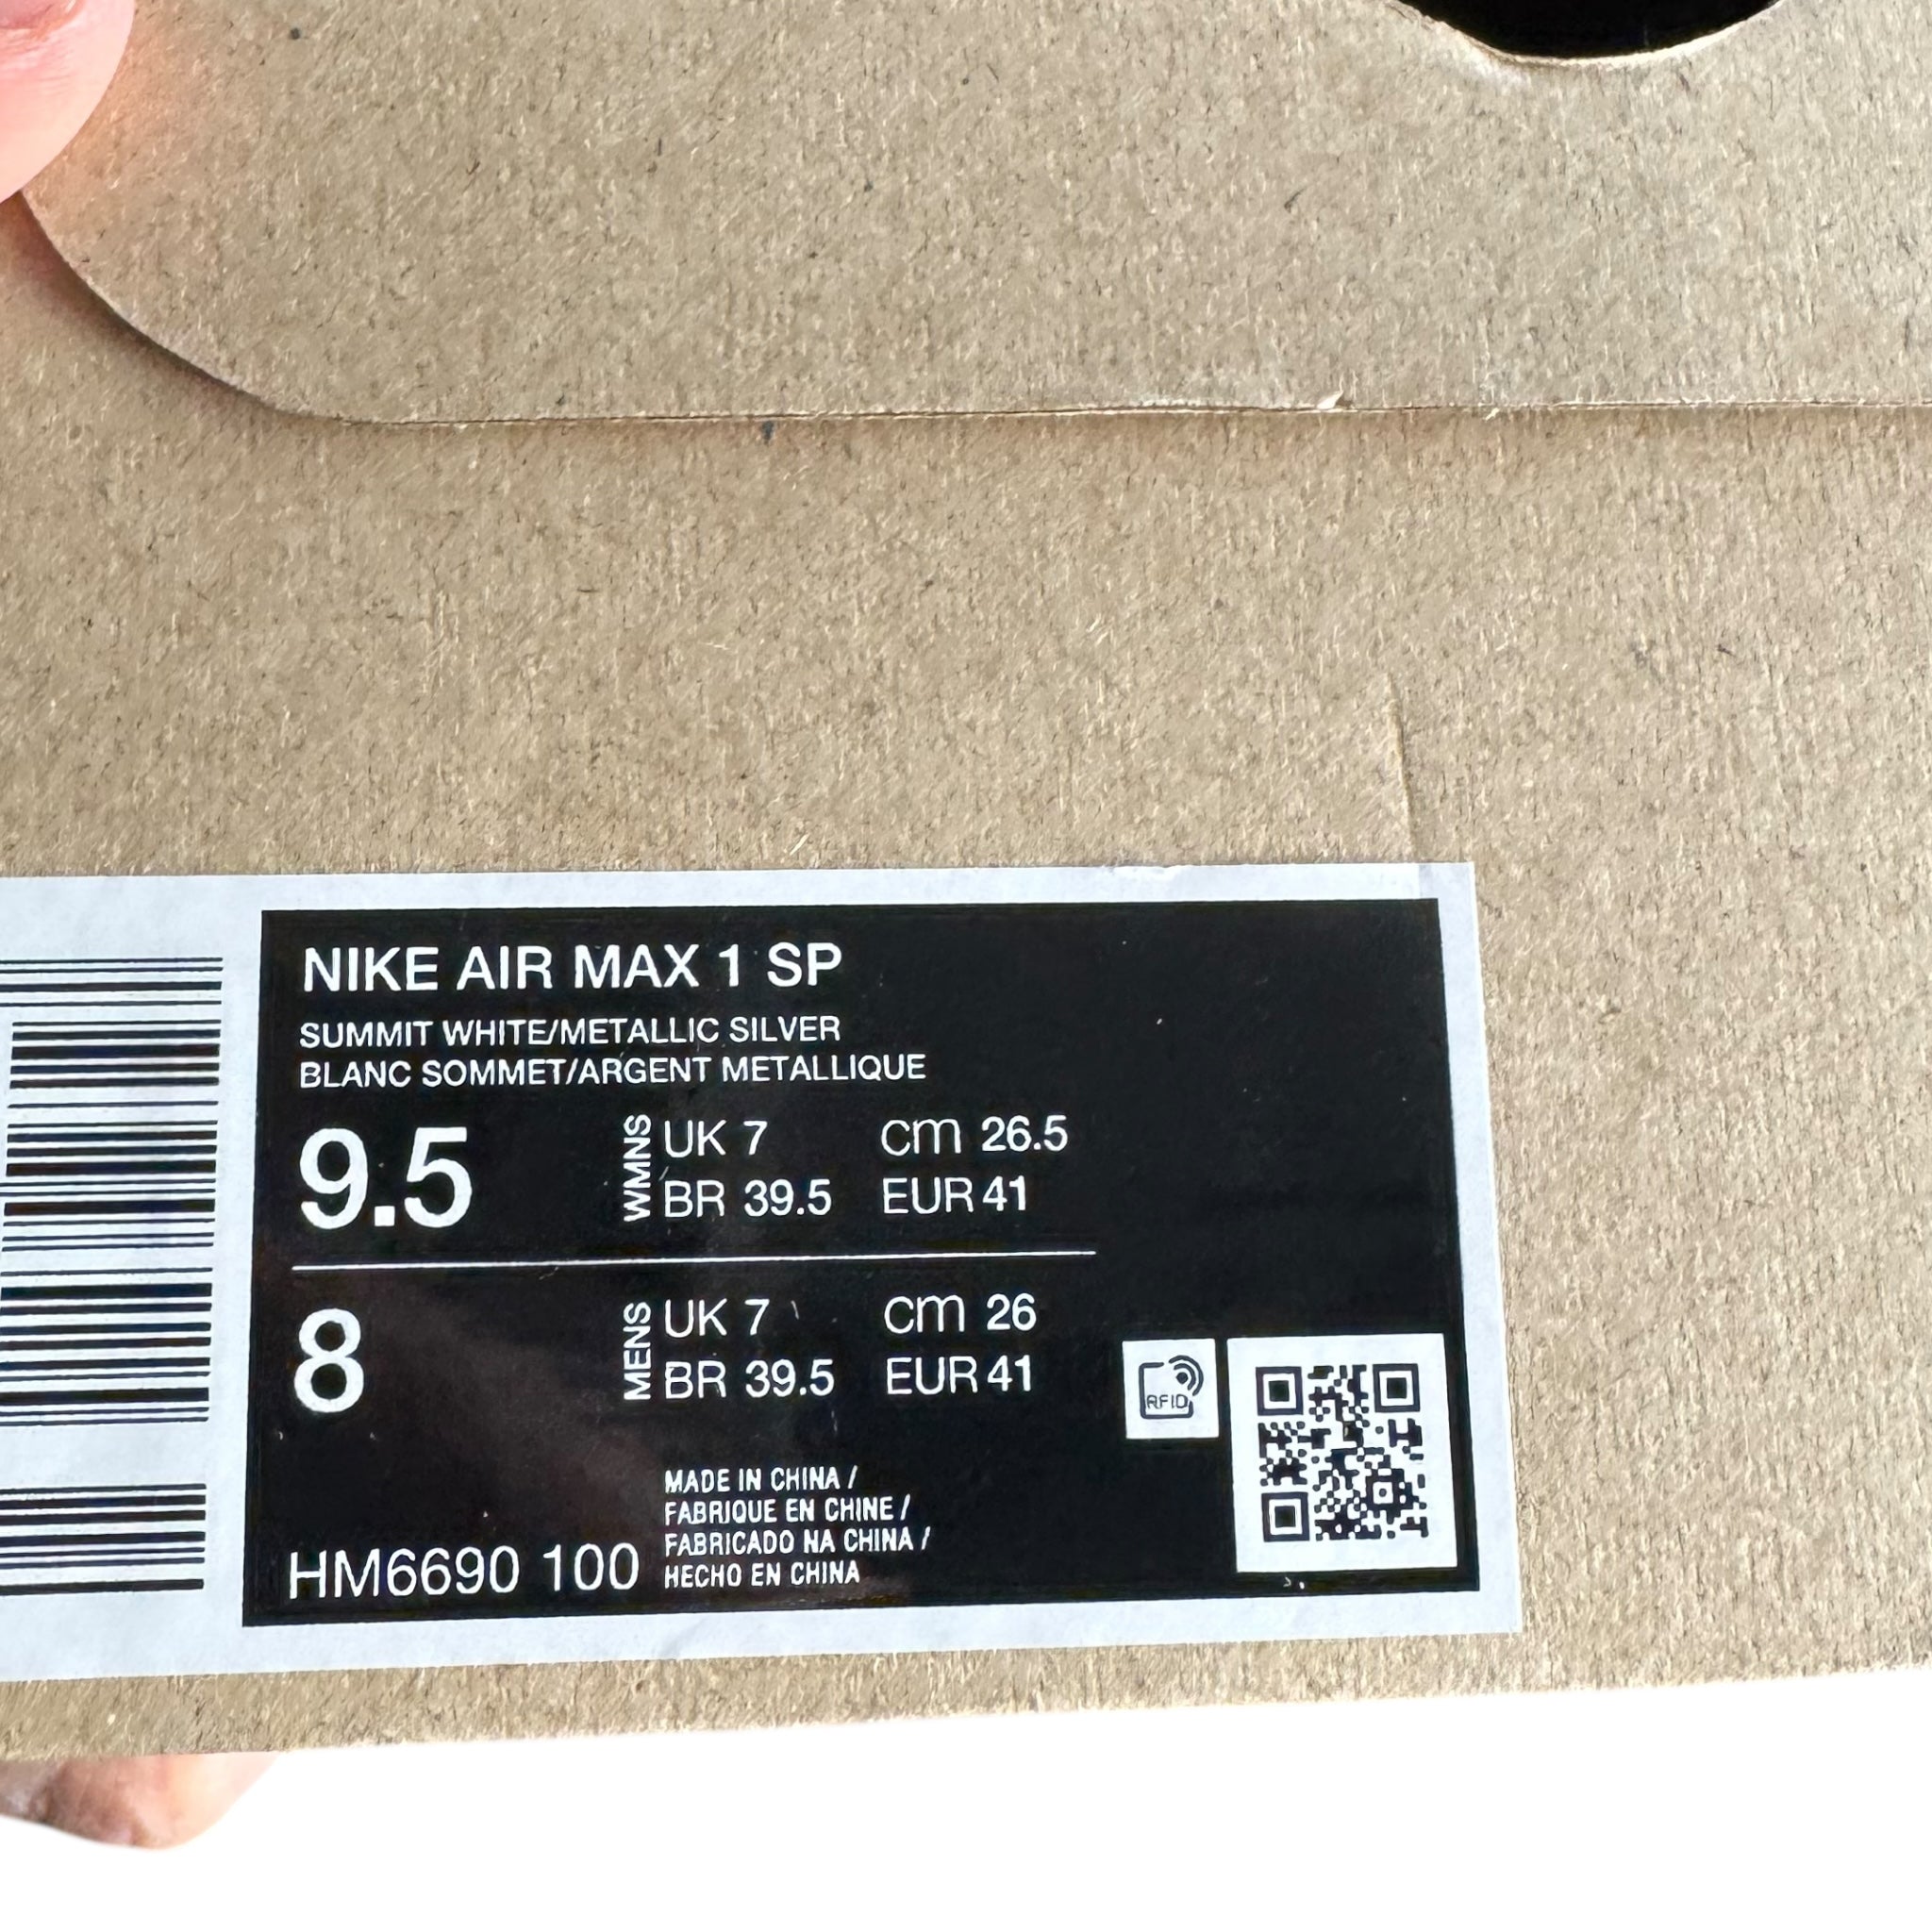 NIKE AIR MAX 1 SP
SUMMIT WHITE/METALLIC SILVER
BLANC SOMMET/ARGENT METALLIQUE
9.5 WMNS UK 7 cm 26.5
BR 39.5 EUR 41
8 MENS UK 7 cm 26
BR 39.5 EUR 41
RFID
MADE IN CHINA /
FABRIQUE EN CHINE /
FABRICADO NA CHINA /
HECHO EN CHINA
HM6690 100